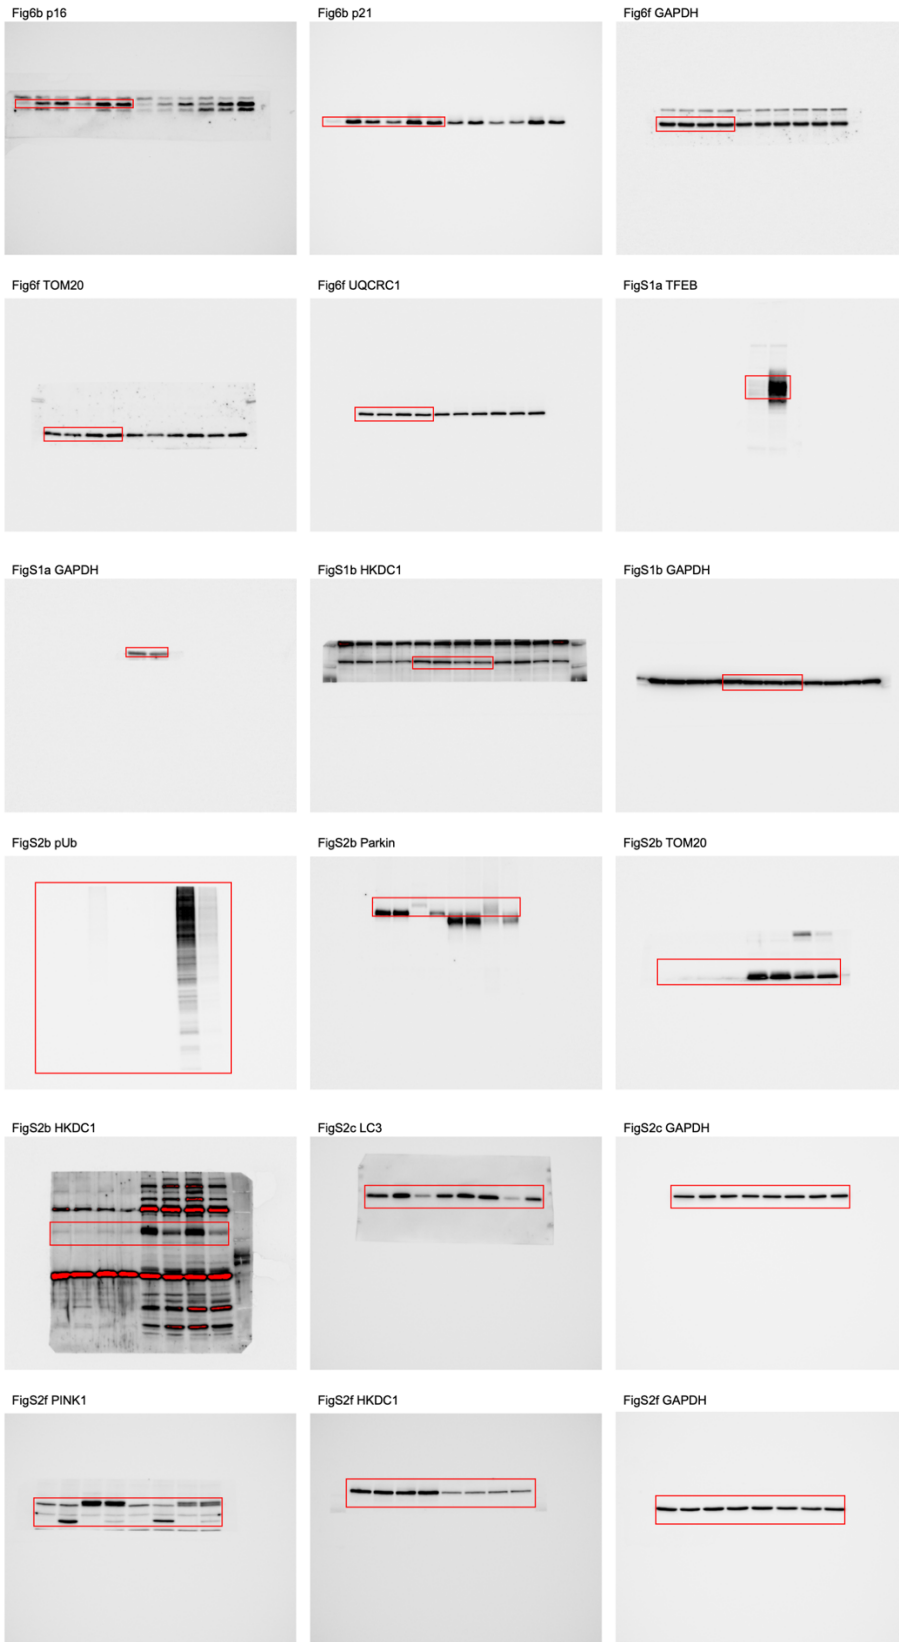 Fig6b p16
Fig6b p21
Fig6f GAPDH
Fig6f TOM20
Fig6f UQCRC1
FigS1a TFEB
FigS1a GAPDH
FigS1b HKDC1
FigS1b GAPDH
FigS2b pUb
FigS2b Parkin
FigS2b TOM20
FigS2b HKDC1
FigS2c LC3
FigS2c GAPDH
FigS2f PINK1
FigS2f HKDC1
FigS2f GAPDH